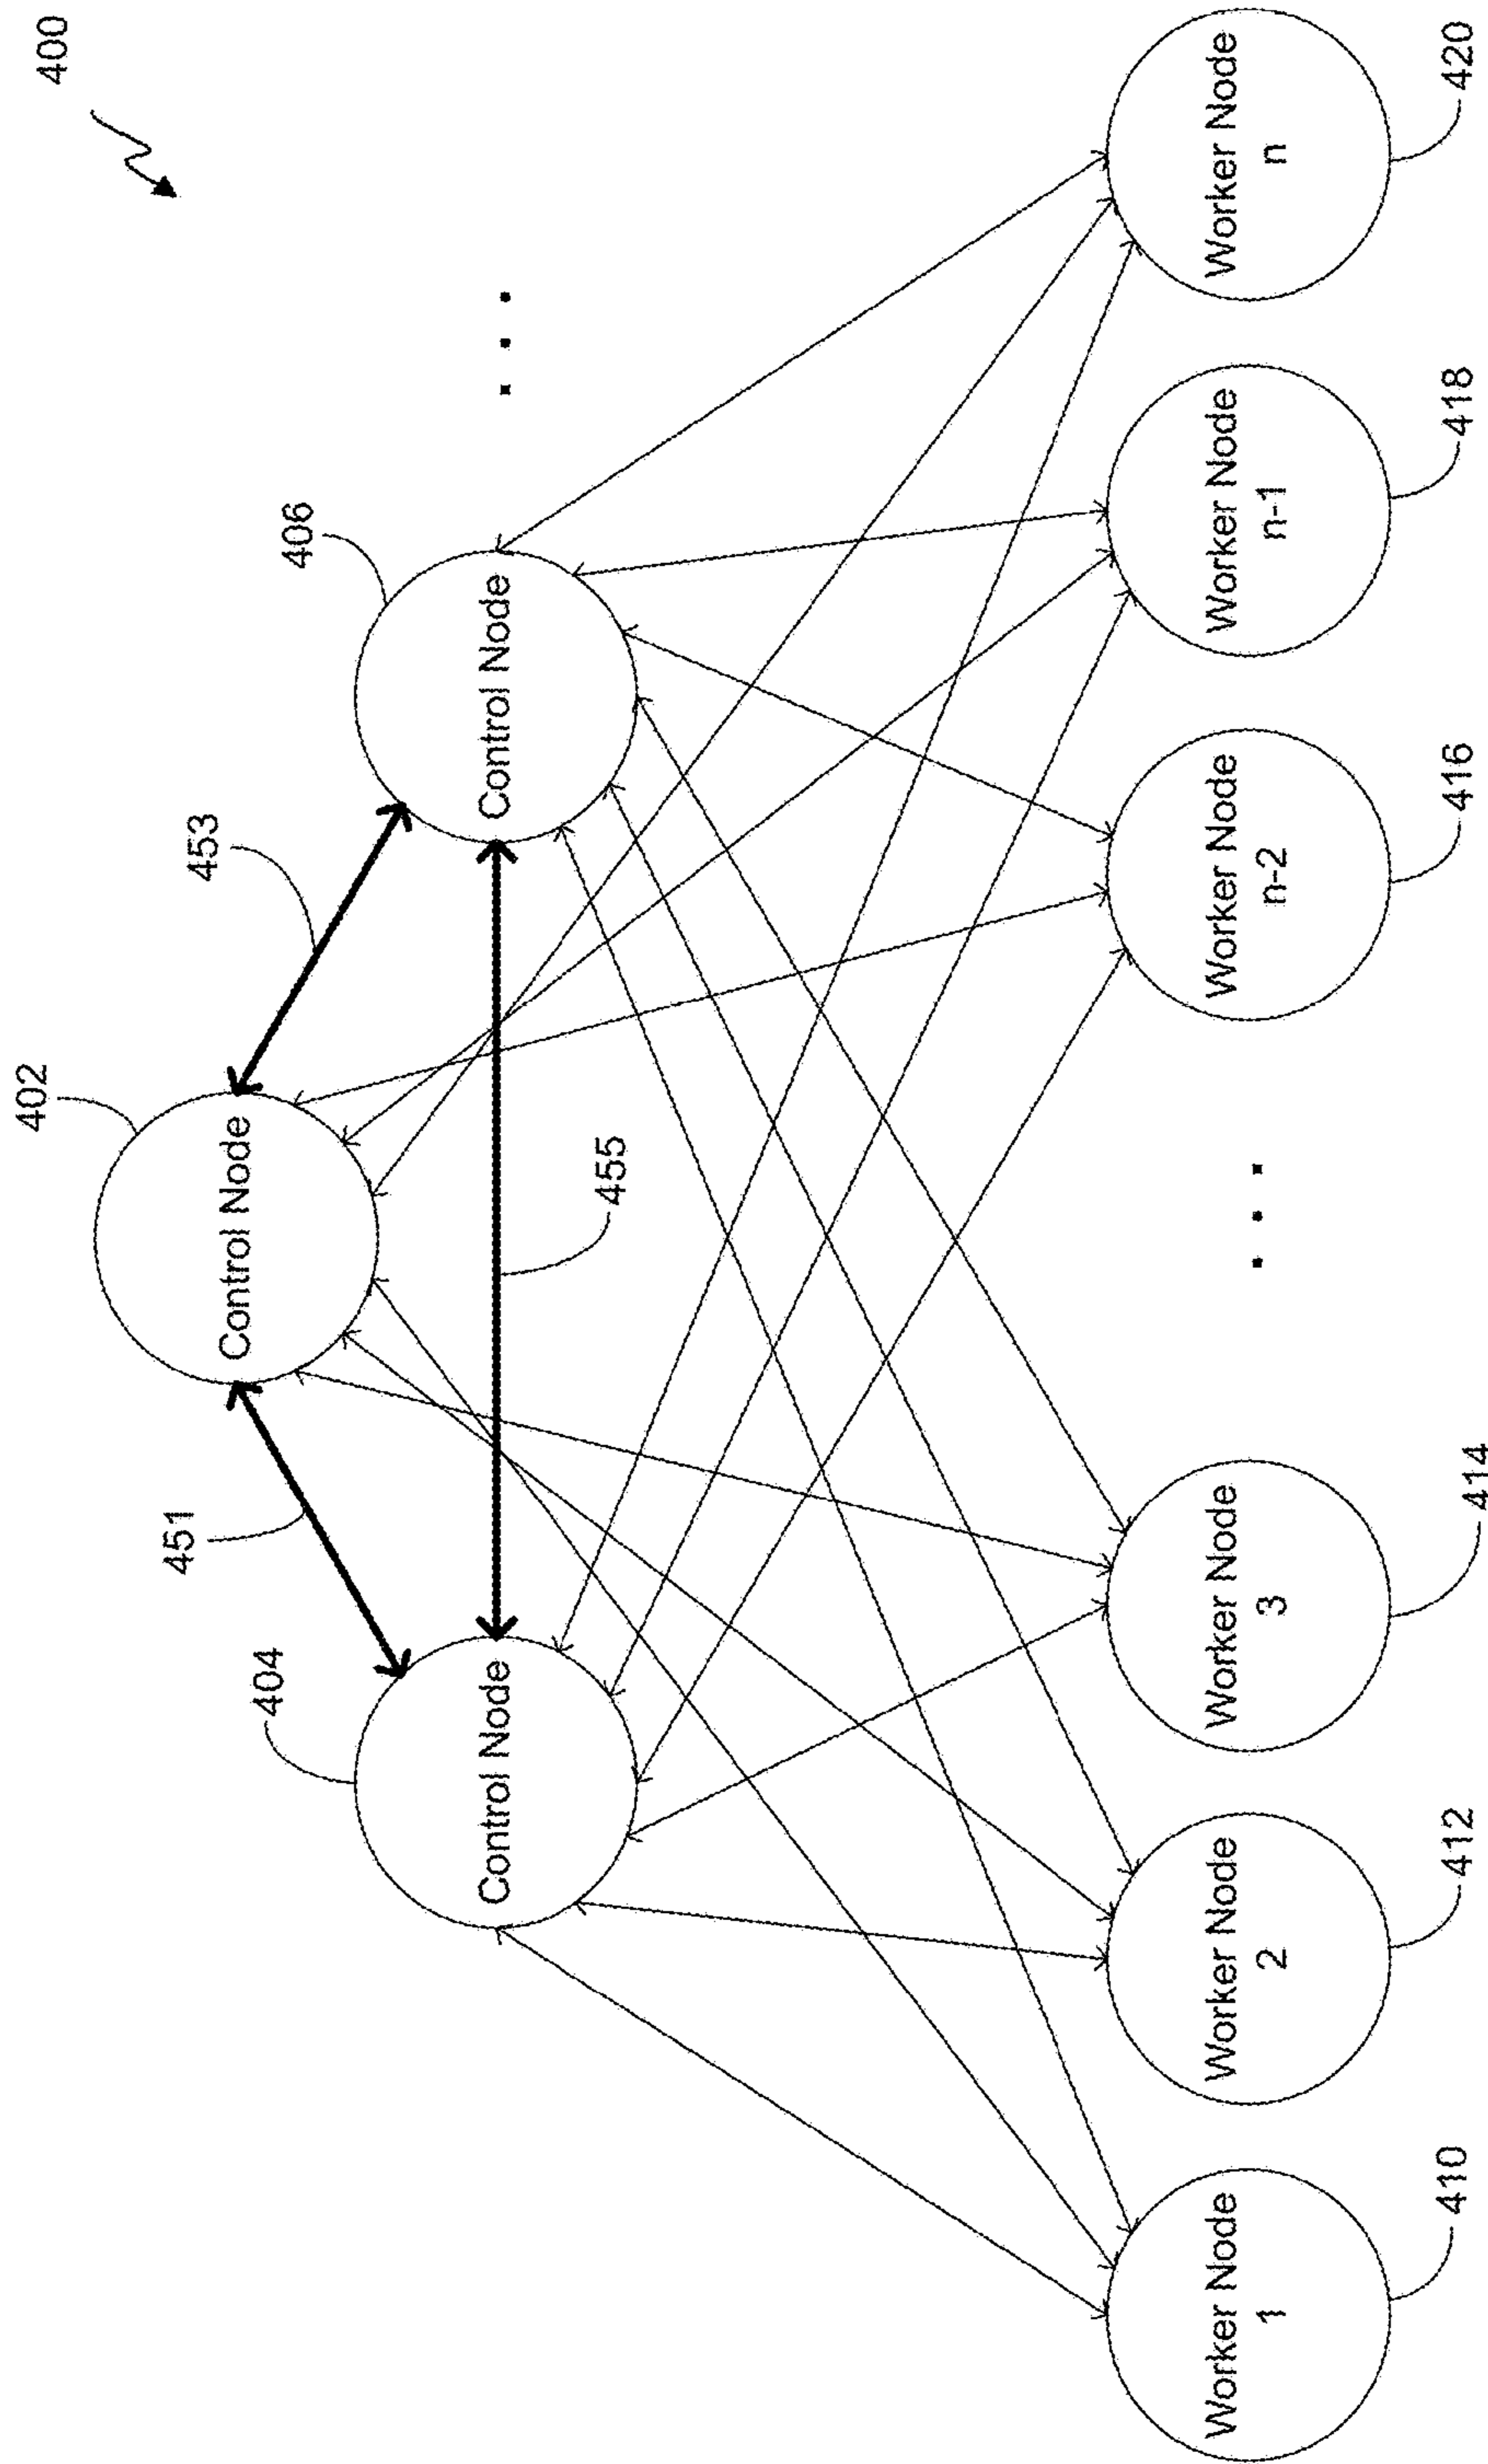 400
402
Control Node
451
453
404
Control Node
406
Control Node
455
. . .
Worker Node
1
Worker Node
2
Worker Node
3
. . .
Worker Node
n-2
Worker Node
n-1
Worker Node
n
410
412
414
416
418
420